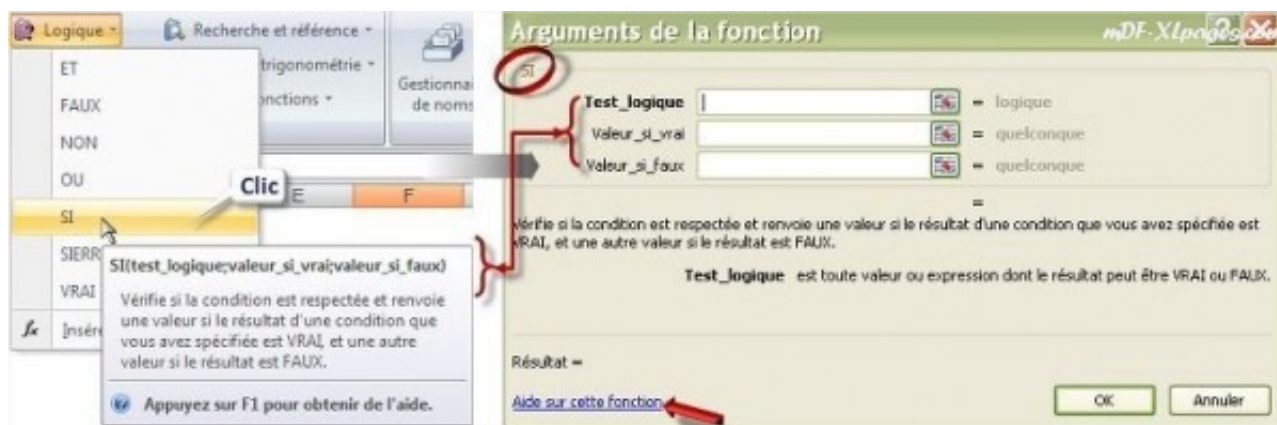 Logique
Recherche et référence
ET
trigonométrie
FAUX
Gestionnai
de noms
NON
OU
Clic
E F
SI
SIERR
SI(test_logique;valeur_si_vrai;valeur_si_faux)
VRAI
Vérifie si la condition est respectée et renvoie
une valeur si le résultat d'une condition que
vous avez spécifiée est VRAI, et une autre
valeur si le résultat est FAUX.
fx Insére
Appuyez sur F1 pour obtenir de l'aide.
Arguments de la fonction
mDF-XLpages.com
SI
Test_logique = logique
Valeur_si_vrai = quelconque
Valeur_si_faux = quelconque
=
Vérifie si la condition est respectée et renvoie une valeur si le résultat d'une condition que vous avez spécifiée est
VRAI, et une autre valeur si le résultat est FAUX.
Test_logique est toute valeur ou expression dont le résultat peut être VRAI ou FAUX.
Résultat =
Aide sur cette fonction
OK Annuler